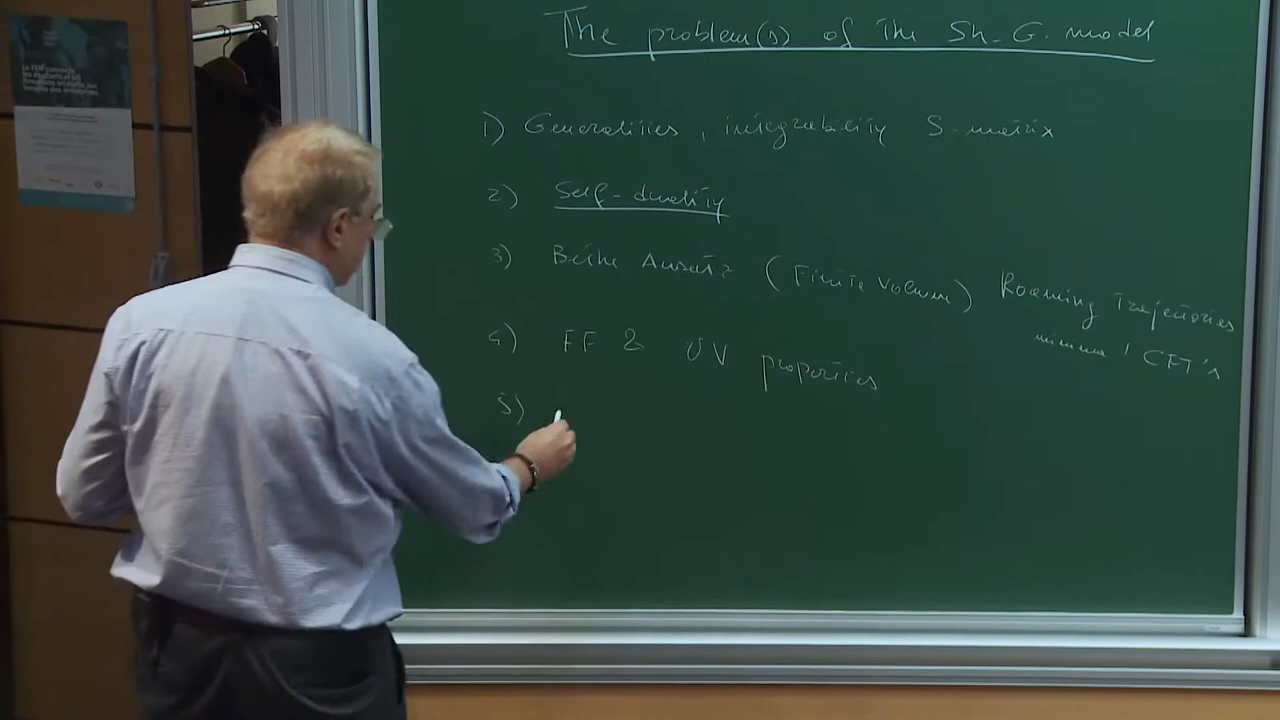 The problem(s) of the Sh-G. model
1) Generalities, integrability S-matrix
2) Self-duality
3) Bethe Ansatz (Finite Volume) Roaming Trajectories
minimal CFT's
4) FF & UV properties
5)